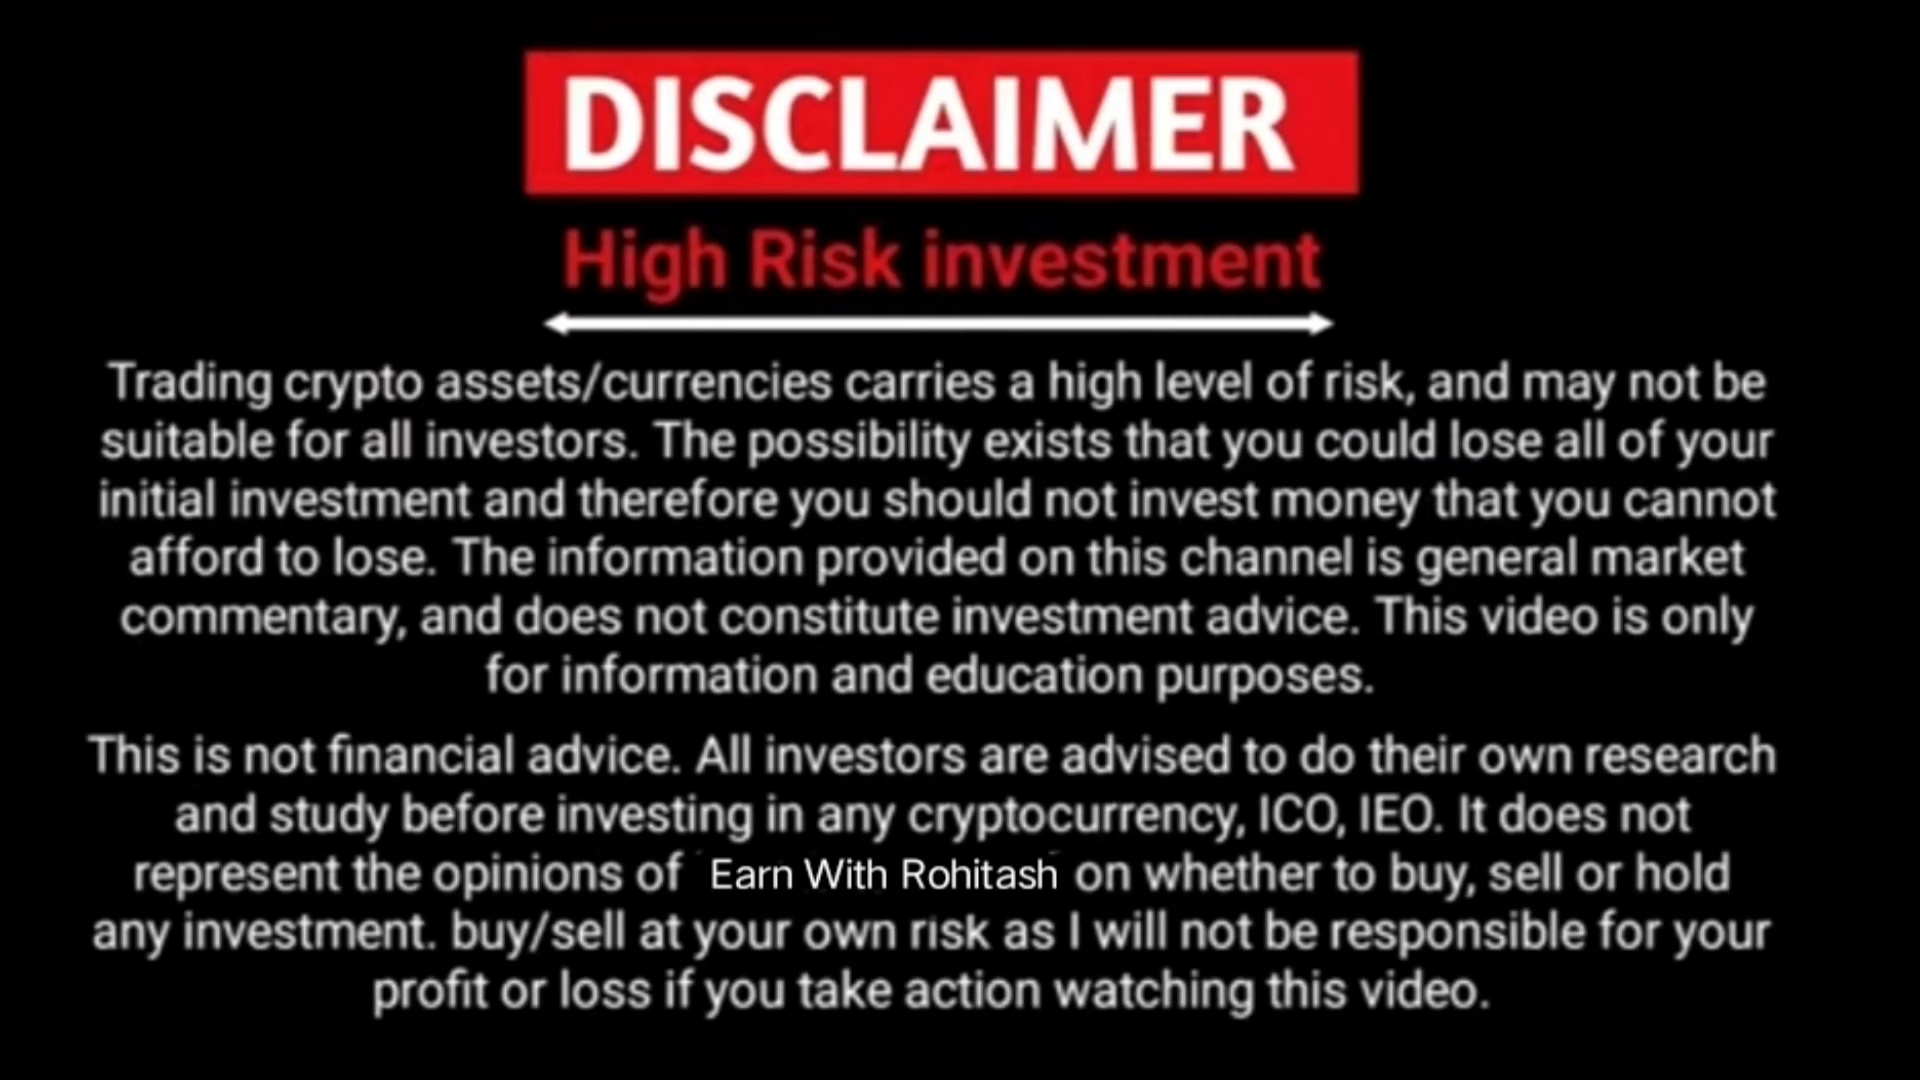 DISCLAIMER
High Risk investment
Trading crypto assets/currencies carries a high level of risk, and may not be
suitable for all investors. The possibility exists that you could lose all of your
initial investment and therefore you should not invest money that you cannot
afford to lose. The information provided on this channel is general market
commentary, and does not constitute investment advice. This video is only
for information and education purposes.
This is not financial advice. All investors are advised to do their own research
and study before investing in any cryptocurrency, ICO, IEO. It does not
represent the opinions of Earn With Rohitash on whether to buy, sell or hold
any investment. buy/sell at your own risk as I will not be responsible for your
profit or loss if you take action watching this video.